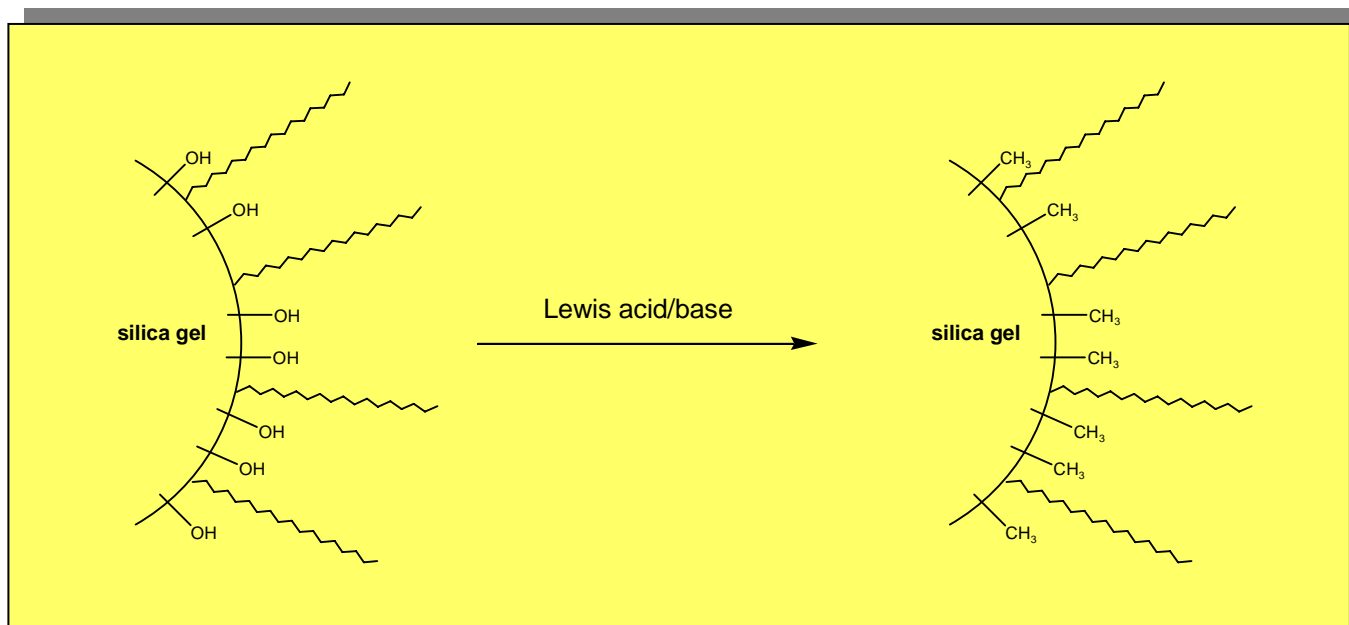 OH
OH
silica gel
OH
OH
OH
OH
OH
Lewis acid/base
CH₃
CH₃
silica gel
CH₃
CH₃
CH₃
CH₃
CH₃